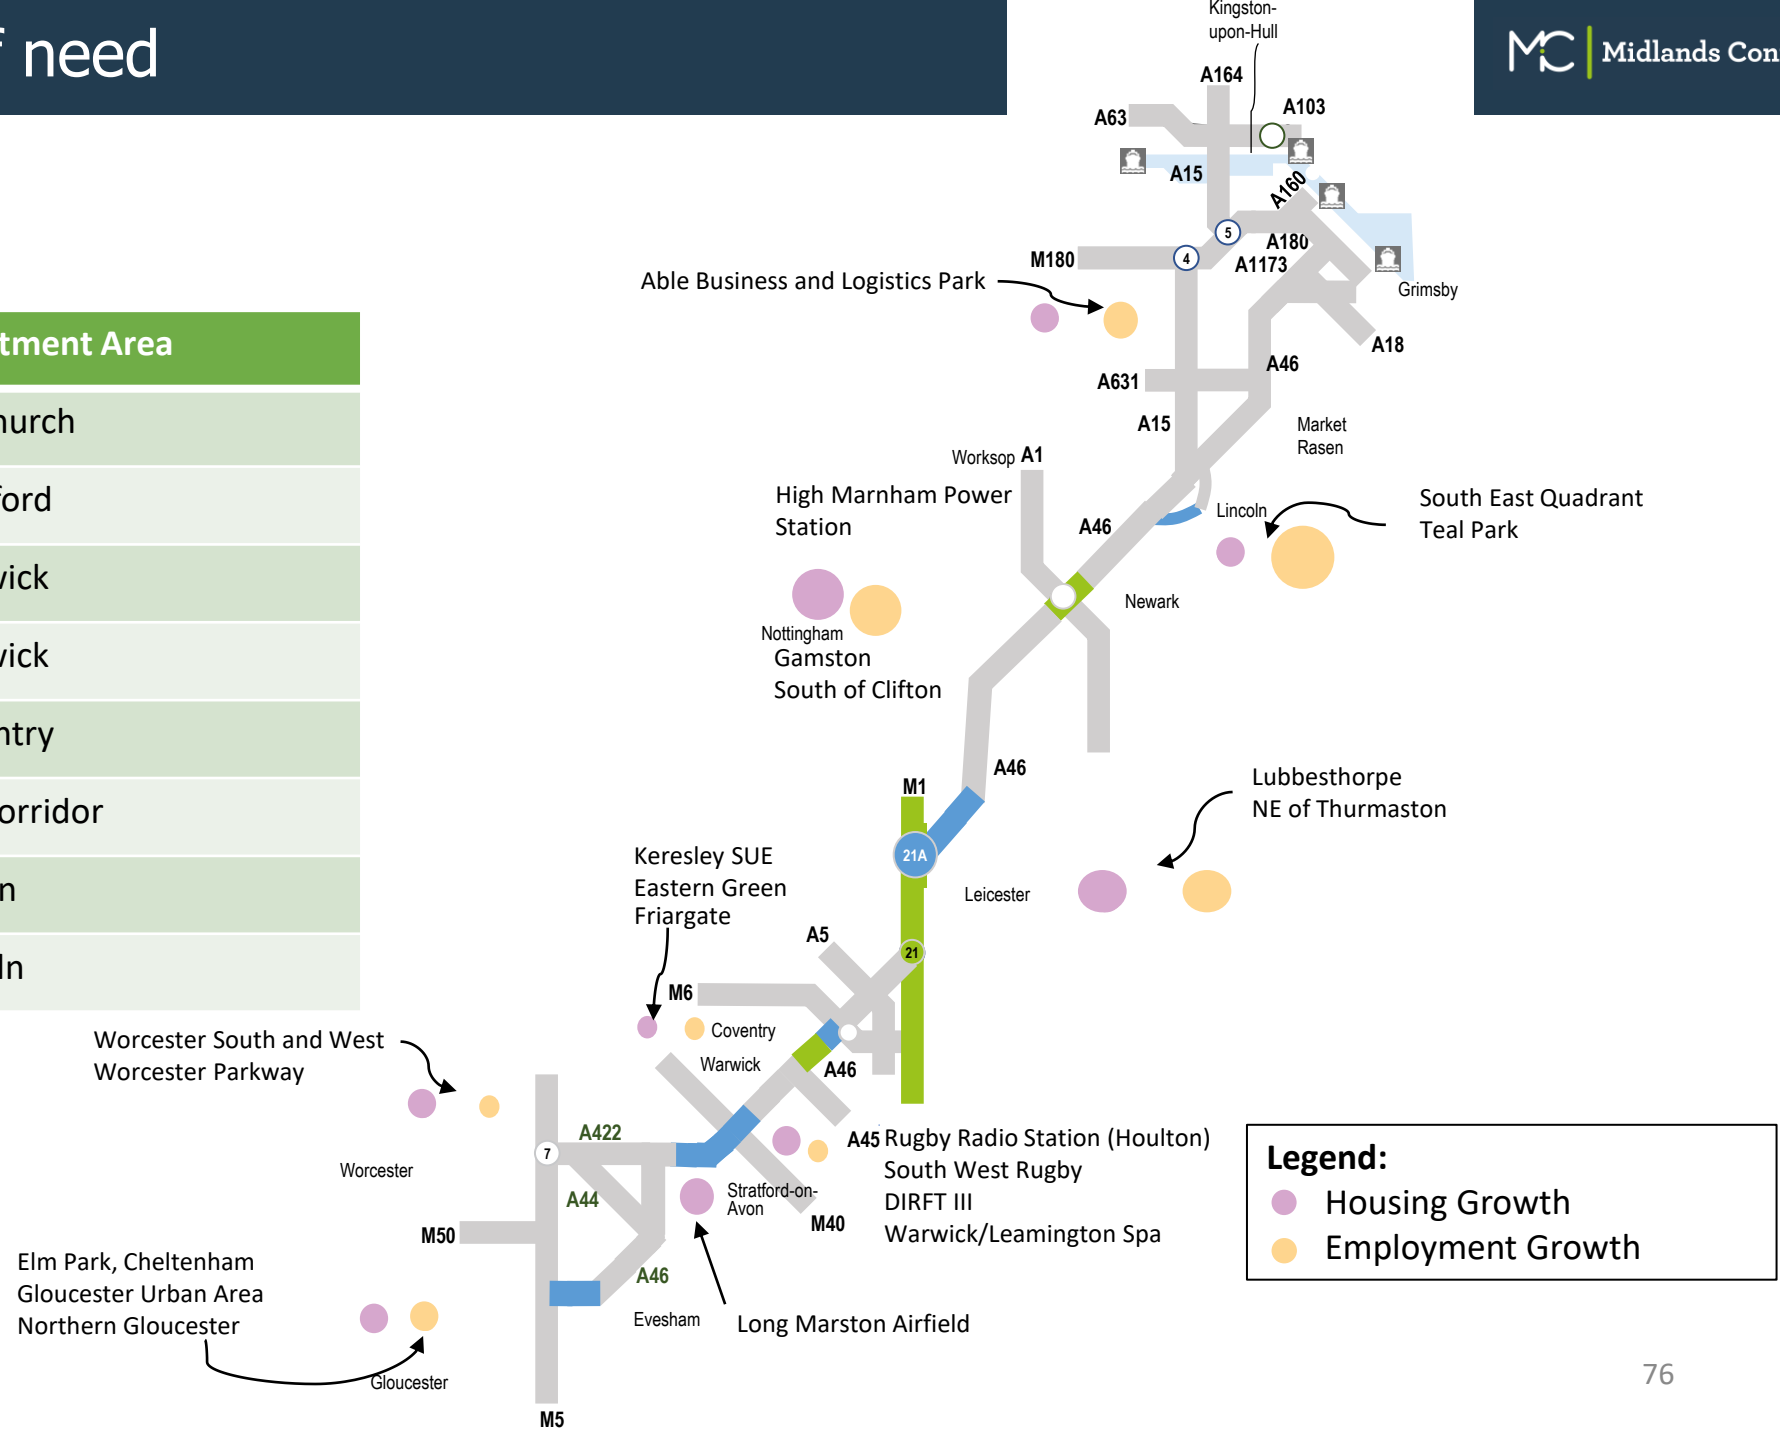 need
Midlands Con
Kingston-
upon-Hull
A164
A63
A103
A15
A160
5
A180
M180
4
A1173
Able Business and Logistics Park
Grimsby
A18
A46
A631
A15
Market
Rasen
Worksop A1
High Marnham Power
Station
Lincoln
South East Quadrant
Teal Park
A46
Newark
Nottingham
Gamston
South of Clifton
tment Area
hurch
ford
wick
wick
ntry
orridor
n
ln
A46
M1
Lubbesthorpe
NE of Thurmaston
21A
Keresley SUE
Eastern Green
Friargate
Leicester
A5
21
M6
Coventry
Warwick
A46
Worcester South and West
Worcester Parkway
A422
7
A45
Rugby Radio Station (Houlton)
South West Rugby
DIRFT III
Warwick/Leamington Spa
Worcester
A44
Stratford-on-
Avon
M40
M50
Elm Park, Cheltenham
Gloucester Urban Area
Northern Gloucester
A46
Evesham
Long Marston Airfield
Gloucester
M5
Legend:
Housing Growth
Employment Growth
76